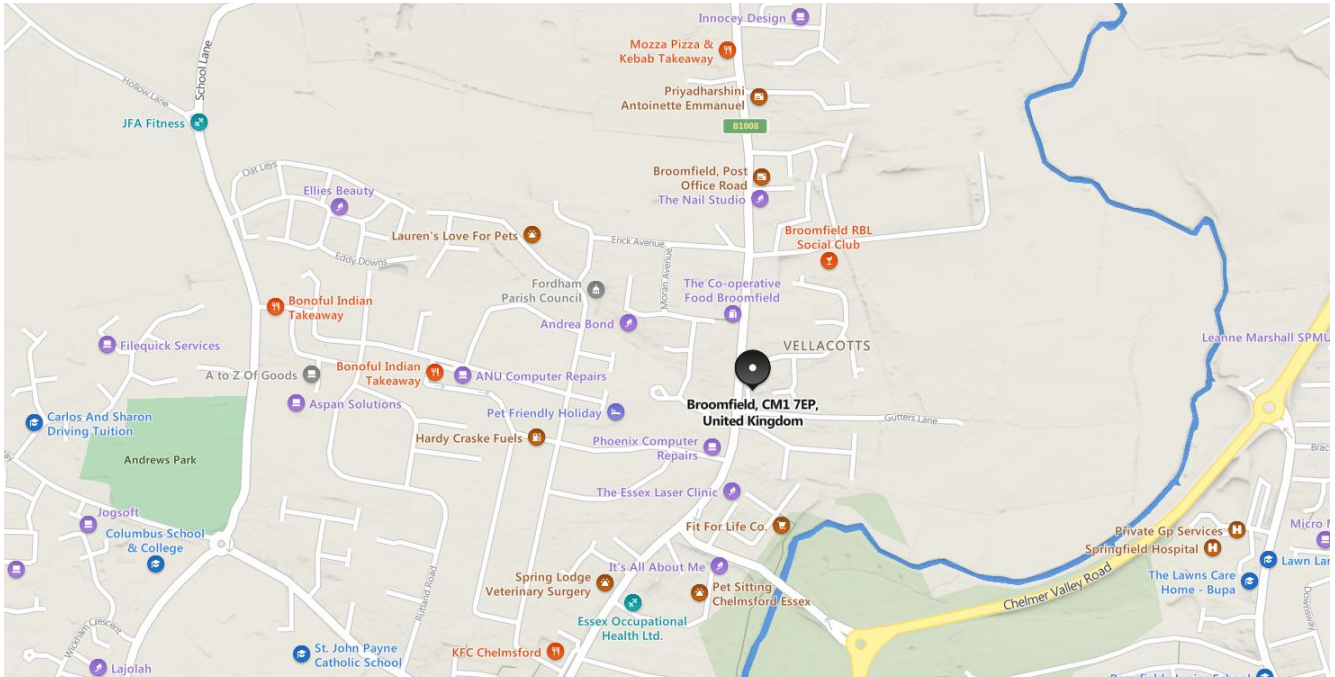 Innocey Design
Mozza Pizza &
Kebab Takeaway
School Lane
Hollow Lane
Priyadharshini
Antoinette Emmanuel
JFA Fitness
B1008
Oat Leys
Broomfield, Post
Office Road
Ellies Beauty
The Nail Studio
Lauren's Love For Pets
Erick Avenue
Broomfield RBL
Social Club
Eddy Downs
Moran Avenue
Fordham
Parish Council
The Co-operative
Food Broomfield
Bonoful Indian
Takeaway
Andrea Bond
Filequick Services
VELLACOTTS
Leanne Marshall SPMU
A to Z Of Goods
Bonoful Indian
Takeaway
ANU Computer Repairs
Aspan Solutions
Broomfield, CM1 7EP,
United Kingdom
Carlos And Sharon
Driving Tuition
Pet Friendly Holiday
Gutters Lane
Hardy Craske Fuels
Phoenix Computer
Repairs
Andrews Park
The Essex Laser Clinic
Jogsoft
Columbus School
& College
Fit For Life Co.
Private Gp Services
Springfield Hospital
Micro M
Lawn Lan
It's All About Me
Spring Lodge
Veterinary Surgery
Rutland Road
Pet Sitting
Chelmsford Essex
Chelmer Valley Road
The Lawns Care
Home - Bupa
Downsway
Essex Occupational
Health Ltd.
Wickham Crescent
St. John Payne
Catholic School
KFC Chelmsford
Lajolah